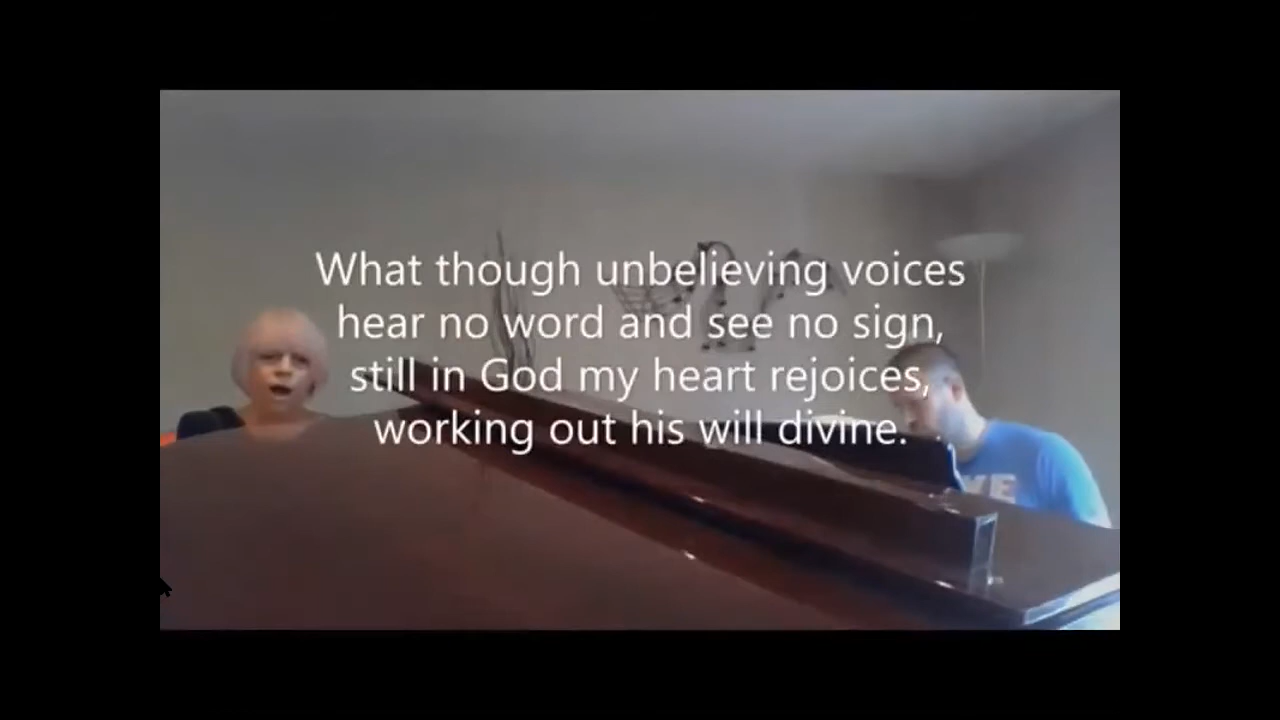 What though unbelieving voices
hear no word and see no sign,
still in God my heart rejoices,
working out his will divine.